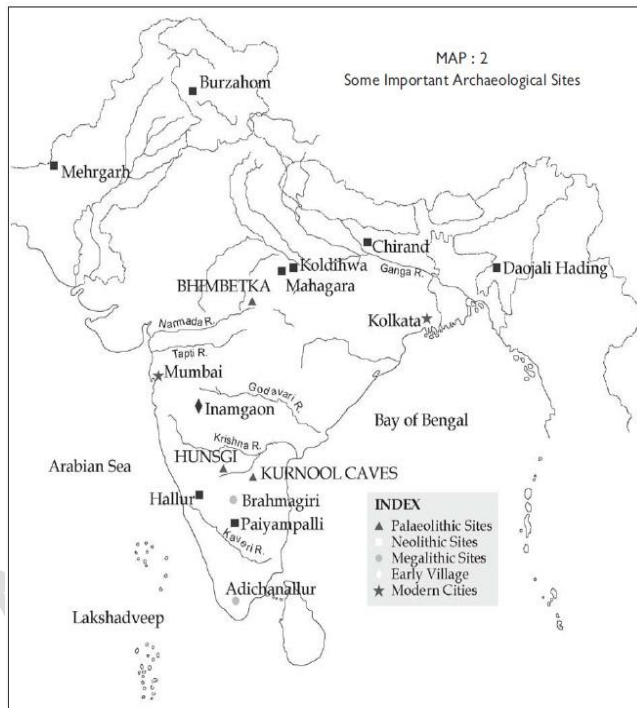 MAP : 2
Some Important Archaeological Sites
Burzahom
Mehrgarh
Chirand
Koldihwa
Mahagara
Ganga R.
Daojali Hading
BHIMBETKA
Narmada R.
Kolkata
Tapti R.
Mumbai
Godavari R.
Inamgaon
Bay of Bengal
Krishna R.
HUNSGI
Arabian Sea
KURNOOL CAVES
Hallur
Brahmagiri
Paiyampalli
Kaveri R.
Adichanallur
Lakshadveep
INDEX
Palaeolithic Sites
Neolithic Sites
Megalithic Sites
Early Village
Modern Cities